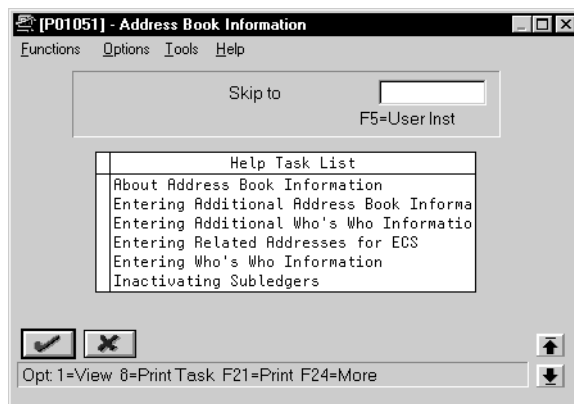 [P01051] - Address Book Information
Functions Options Tools Help
Skip to
F5=User Inst
Help Task List
About Address Book Information
Entering Additional Address Book Informa
Entering Additional Who's Who Informatio
Entering Related Addresses for ECS
Entering Who's Who Information
Inactivating Subledgers
Opt: 1=View 8=Print Task F21=Print F24=More